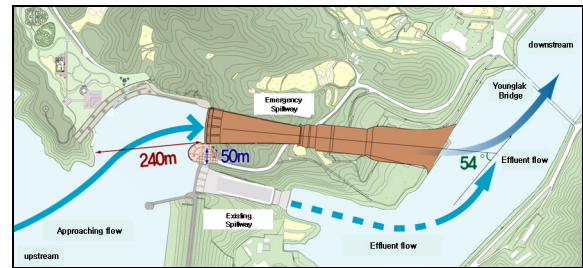 downstream
Younglak
Bridge
Emergency
Spillway
240m
50m
54°
Effluent flow
Existing
Spillway
Approaching flow
Effluent flow
upstream